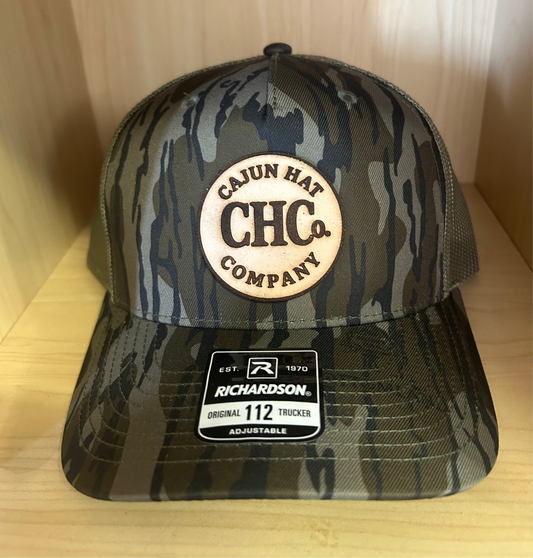 CAJUN HAT
CHCo.
COMPANY
EST. R 1970
RICHARDSON®
ORIGINAL 112 TRUCKER
ADJUSTABLE